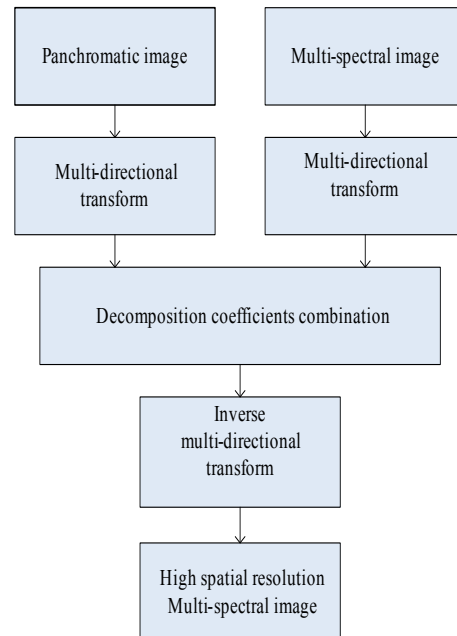 Panchromatic image
Multi-spectral image
Multi-directional
transform
Multi-directional
transform
Decomposition coefficients combination
Inverse
multi-directional
transform
High spatial resolution
Multi-spectral image